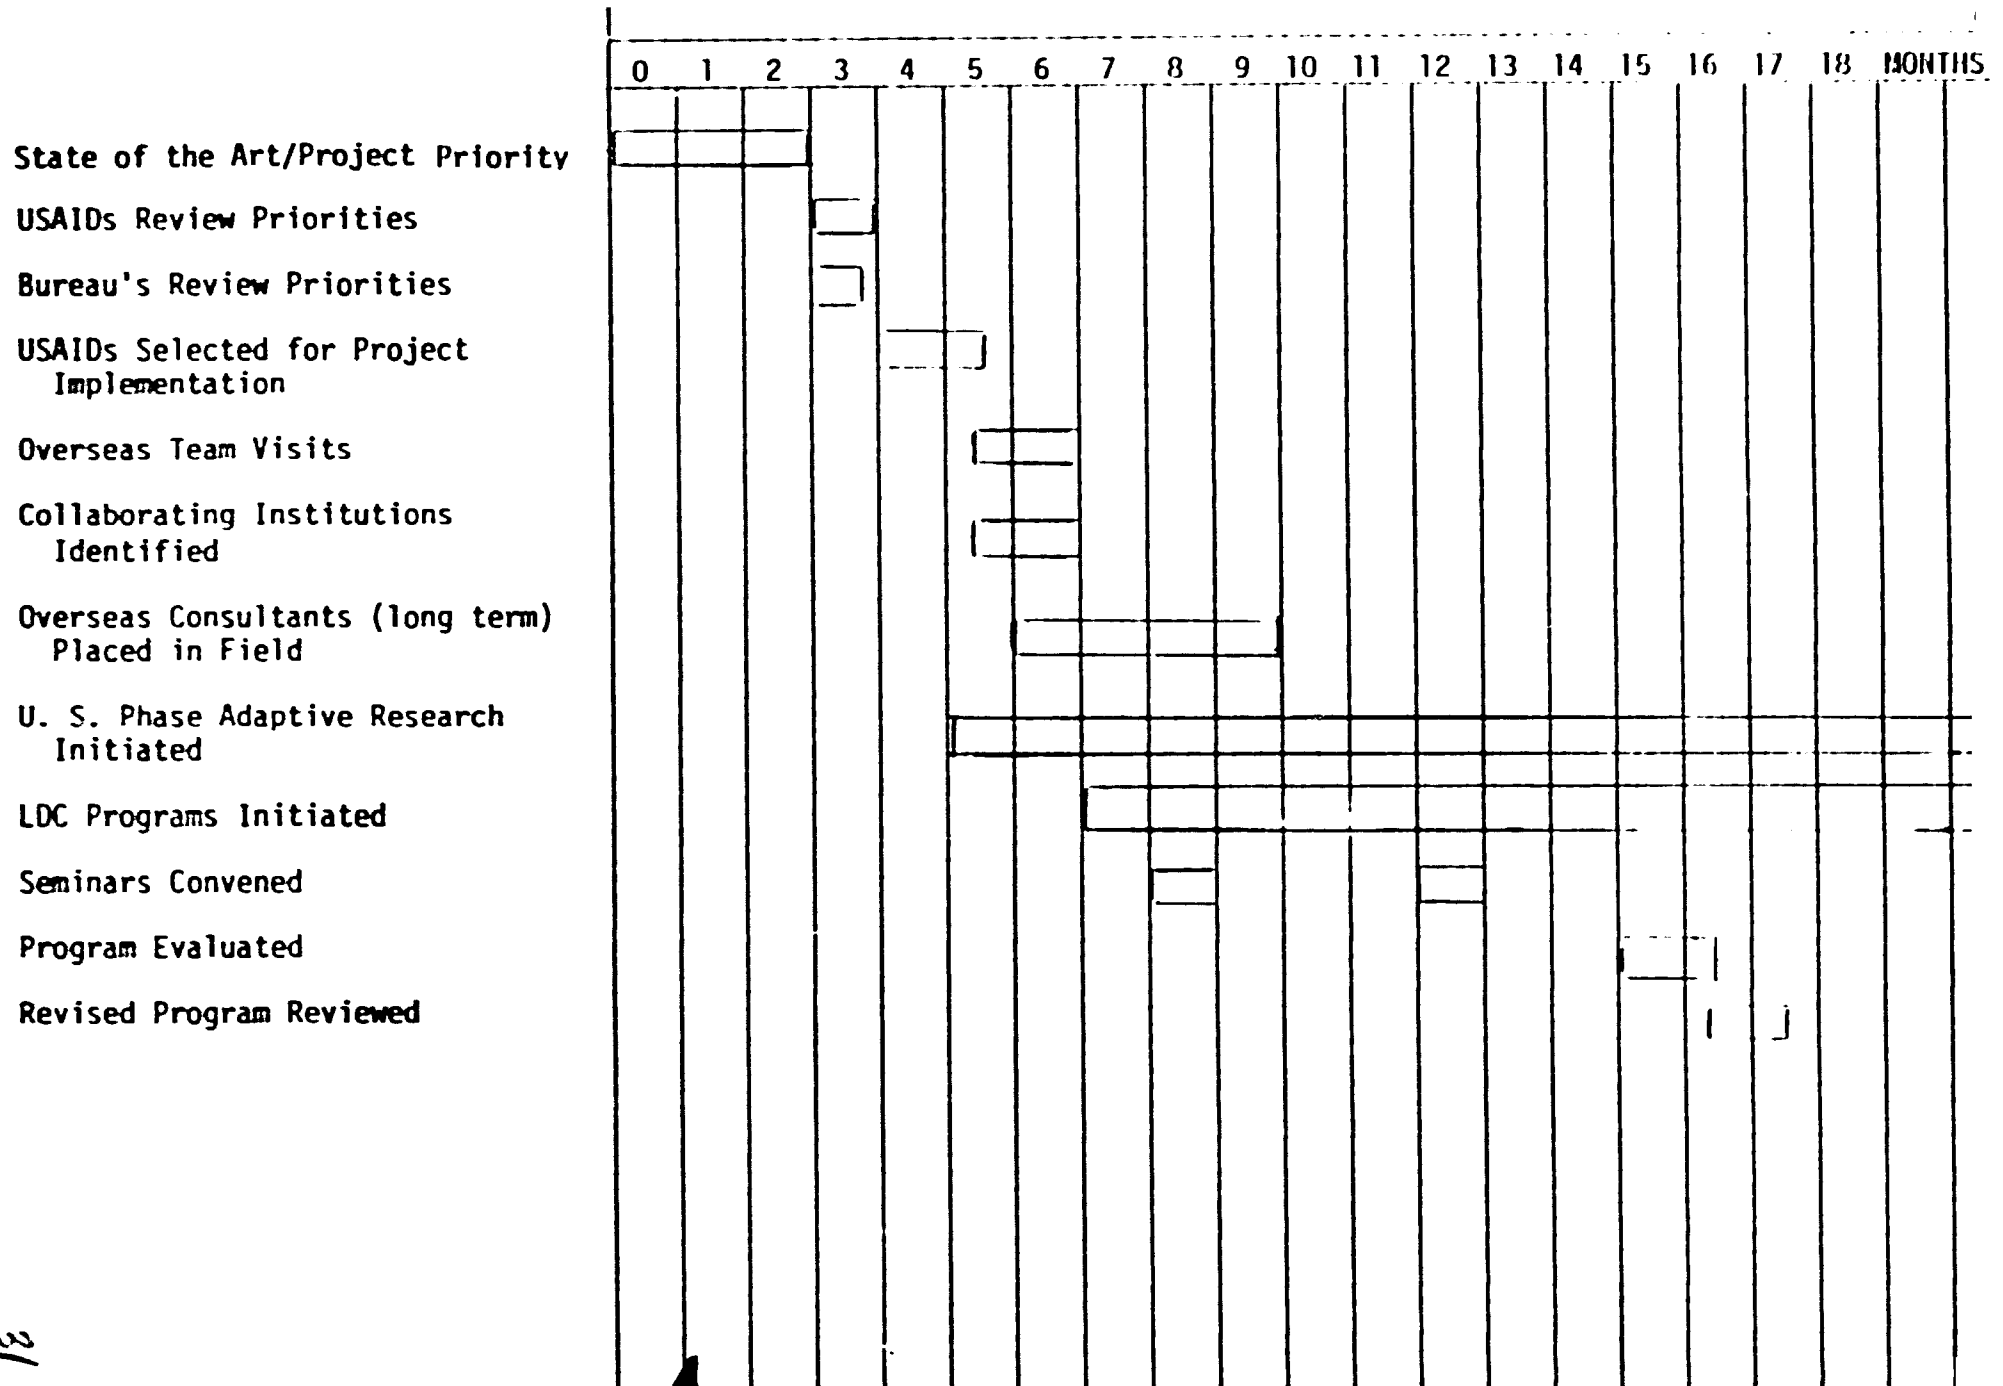 0 1 2 3 4 5 6 7 8 9 10 11 12 13 14 15 16 17 18 MONTHS
State of the Art/Project Priority
USAIDs Review Priorities
Bureau's Review Priorities
USAIDs Selected for Project
Implementation
Overseas Team Visits
Collaborating Institutions
Identified
Overseas Consultants (long term)
Placed in Field
U. S. Phase Adaptive Research
Initiated
LDC Programs Initiated
Seminars Convened
Program Evaluated
Revised Program Reviewed
31